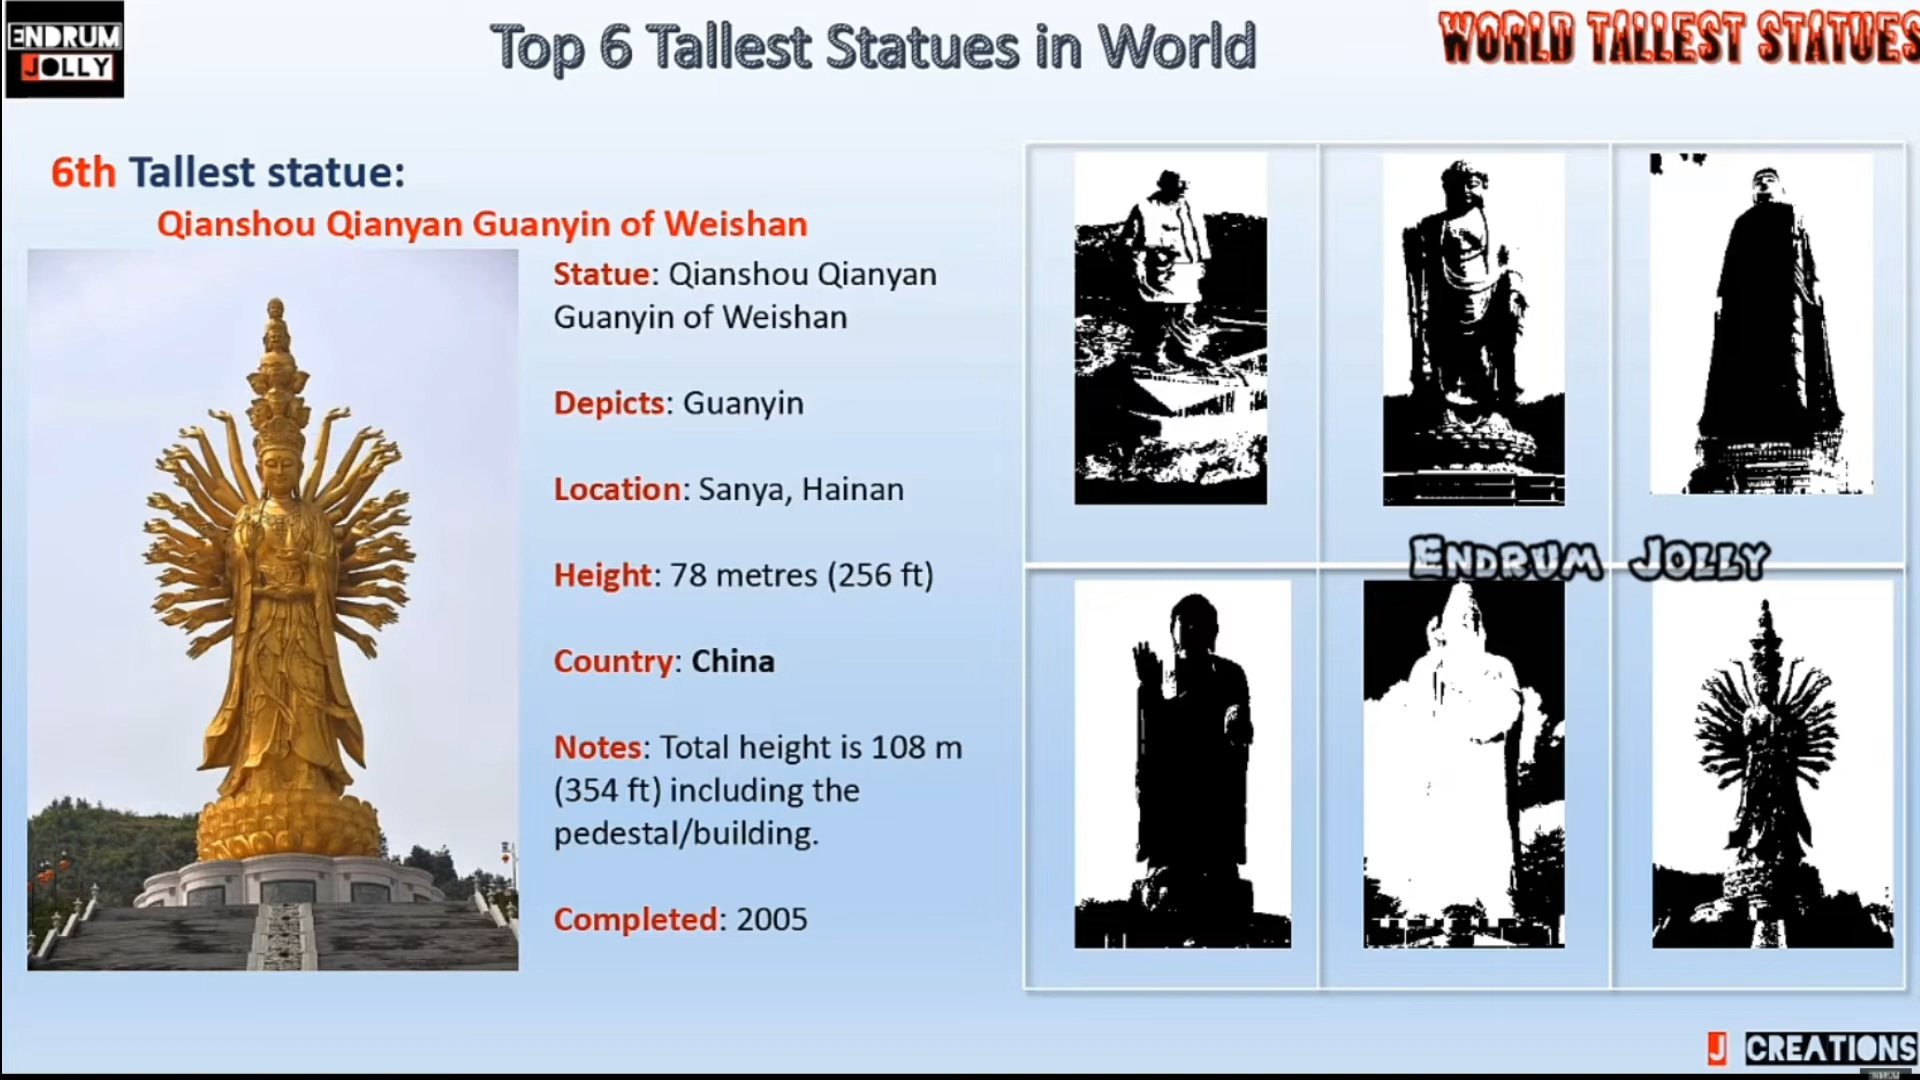 ENDRUM
JOLLY
Top 6 Tallest Statues in World
WORLD TALLEST STATUES
6th Tallest statue:
Qianshou Qianyan Guanyin of Weishan
Statue: Qianshou Qianyan
Guanyin of Weishan
Depicts: Guanyin
Location: Sanya, Hainan
Height: 78 metres (256 ft)
Country: China
Notes: Total height is 108 m
(354 ft) including the
pedestal/building.
Completed: 2005
ENDRUM JOLLY
J CREATIONS
ENDRUM